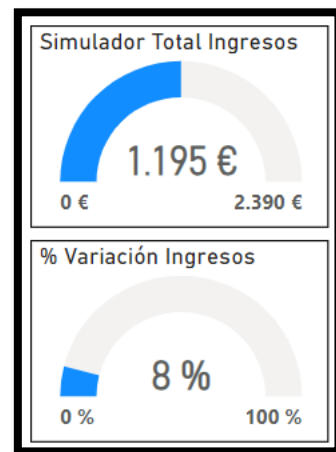 Simulador Total Ingresos
1.195 €
0 € 2.390 €
% Variación Ingresos
8 %
0 % 100 %